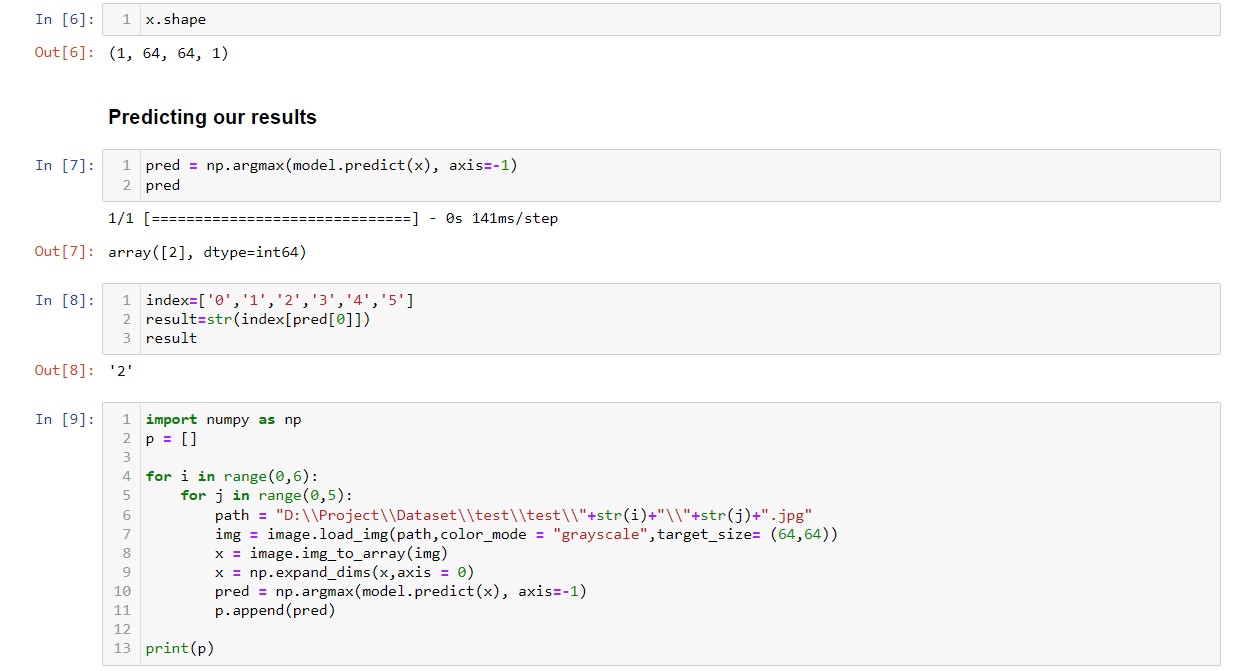 In [6]: 1 x.shape
Out[6]: (1, 64, 64, 1)
Predicting our results
In [7]: 1 pred = np.argmax(model.predict(x), axis=-1)
2 pred
1/1 [==============================] - 0s 141ms/step
Out[7]: array([2], dtype=int64)
In [8]: 1 index=['0','1','2','3','4','5']
2 result=str(index[pred[0]])
3 result
Out[8]: '2'
In [9]: 1 import numpy as np
2 p = []
3
4 for i in range(0,6):
5     for j in range(0,5):
6         path = "D:\\Project\\Dataset\\test\\test\\"+str(i)+"\\"+str(j)+".jpg"
7         img = image.load_img(path,color_mode = "grayscale",target_size= (64,64))
8         x = image.img_to_array(img)
9         x = np.expand_dims(x,axis = 0)
10         pred = np.argmax(model.predict(x), axis=-1)
11         p.append(pred)
12
13 print(p)